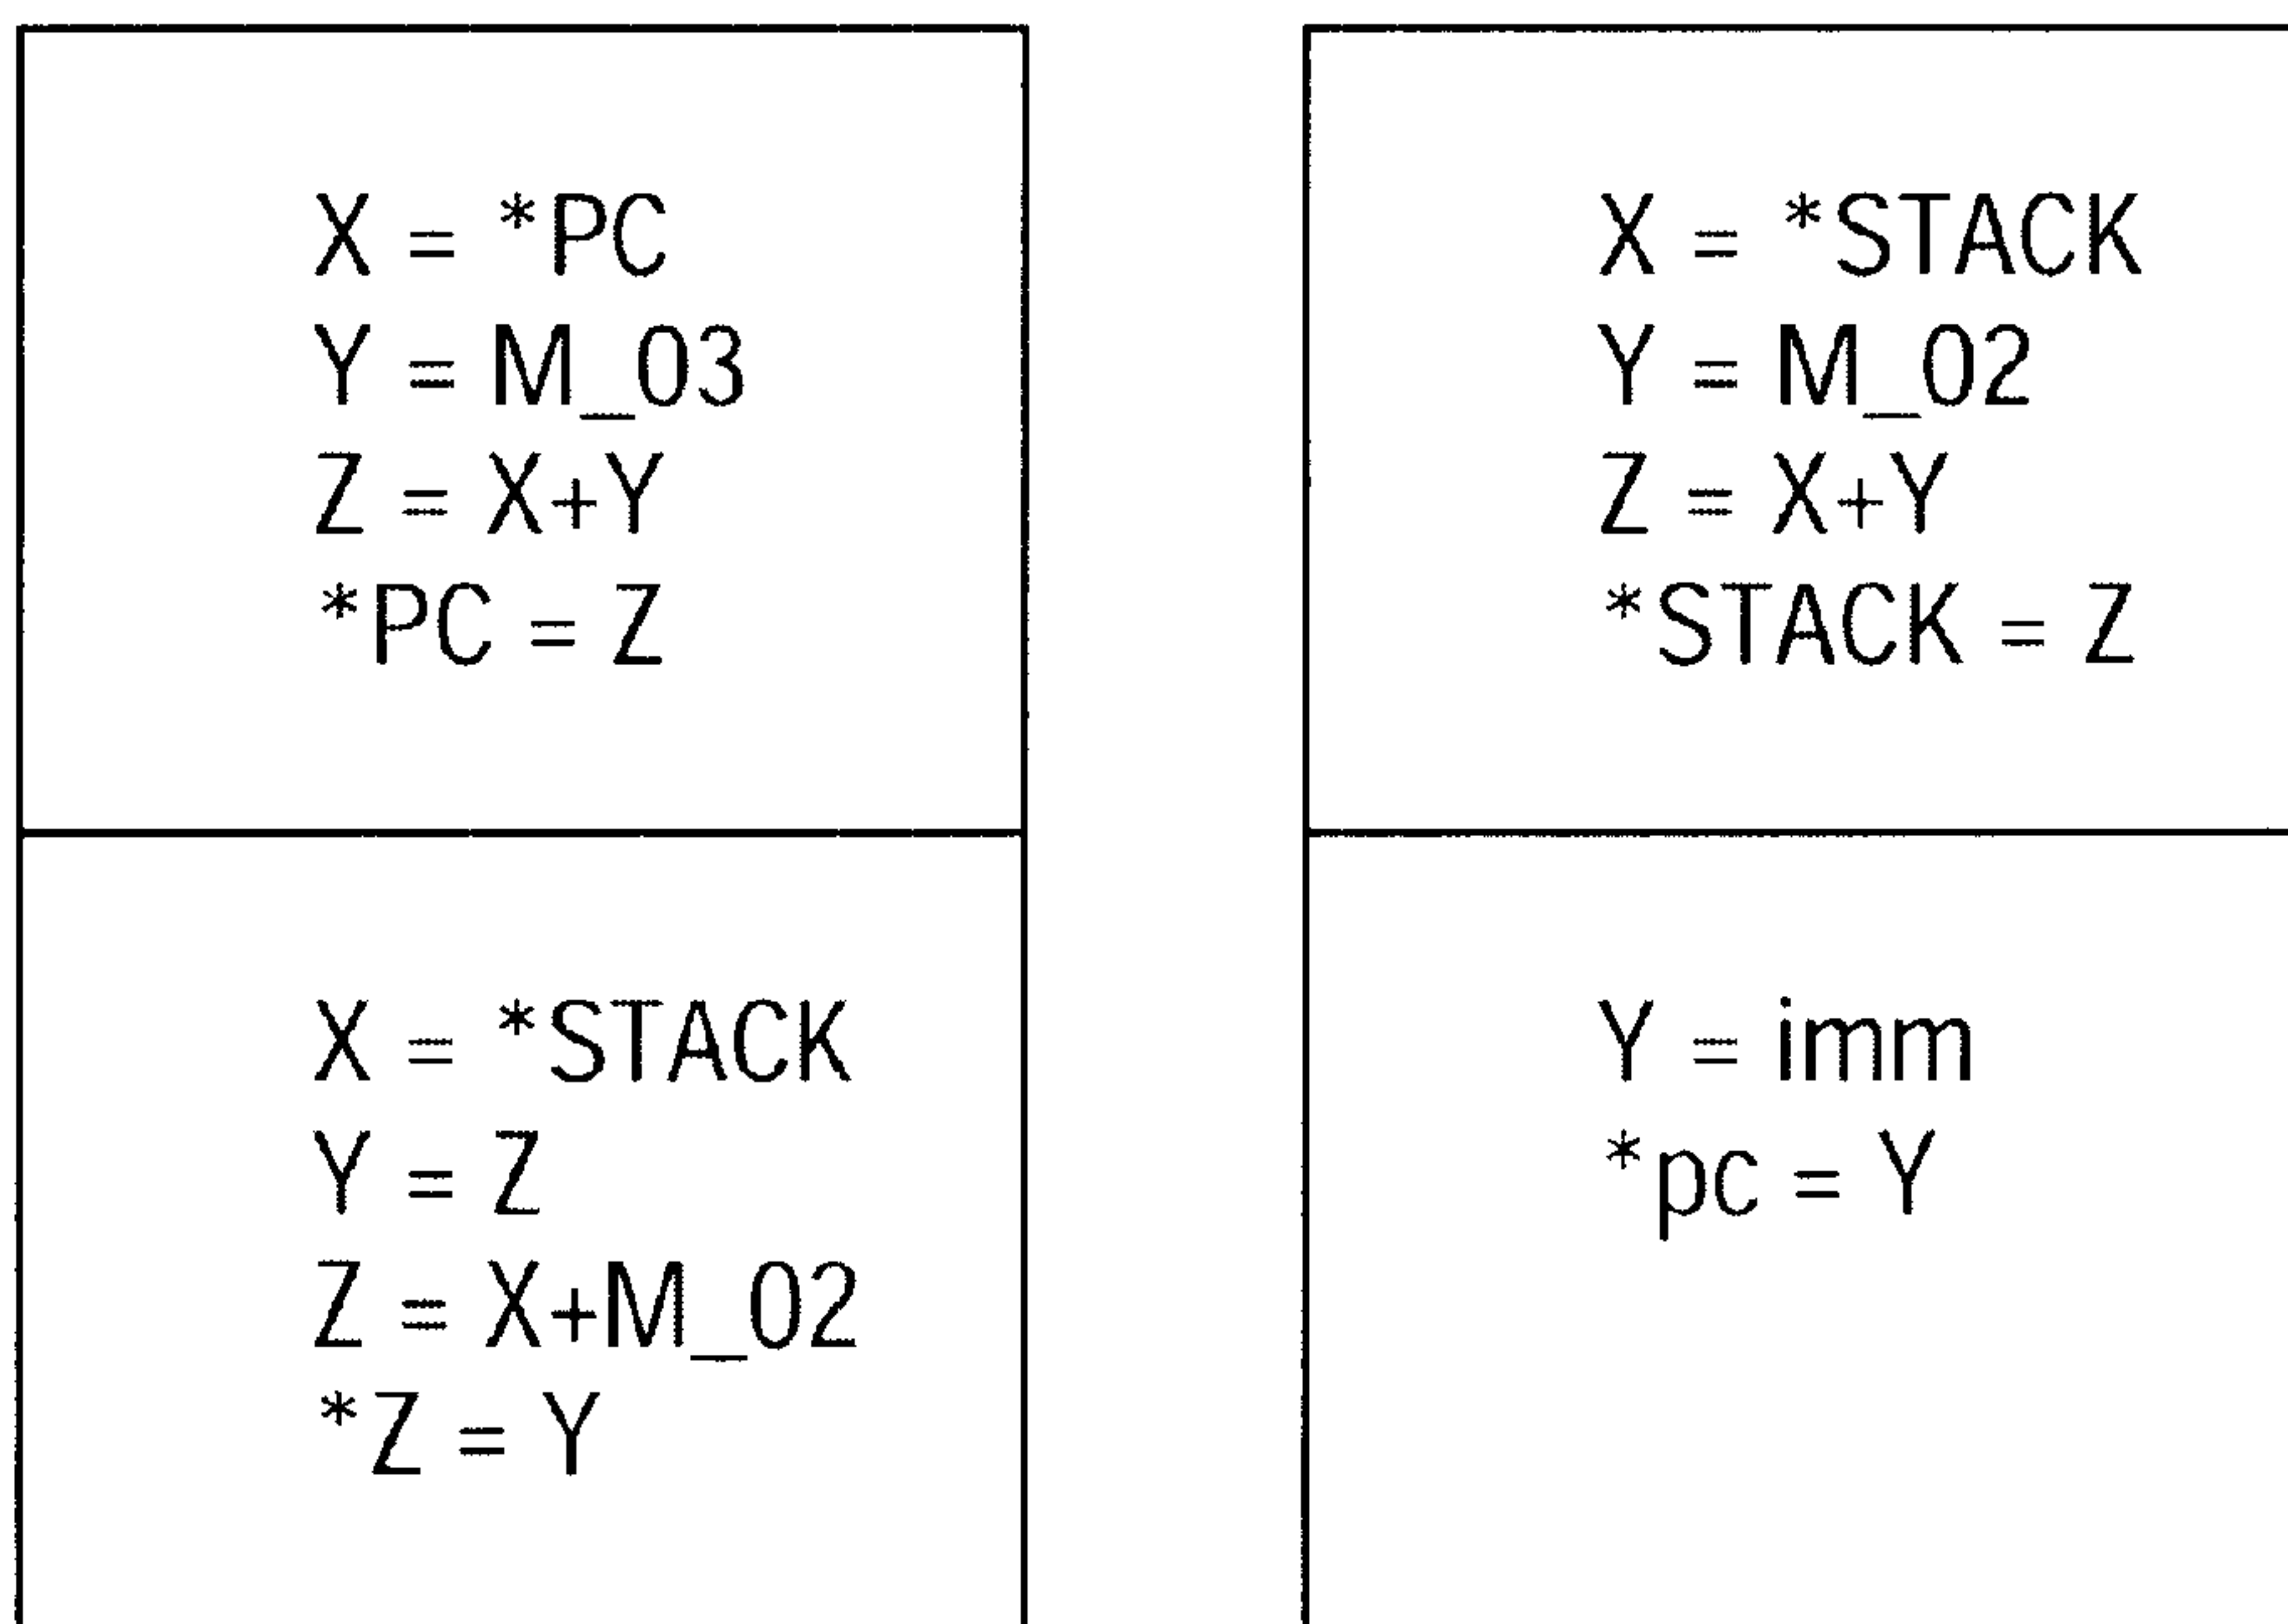 X = *PC
Y = M_03
Z = X+Y
*PC = Z
X = *STACK
Y = Z
Z = X+M_02
*Z = Y
X = *STACK
Y = M_02
Z = X+Y
*STACK = Z
Y = imm
*pc = Y